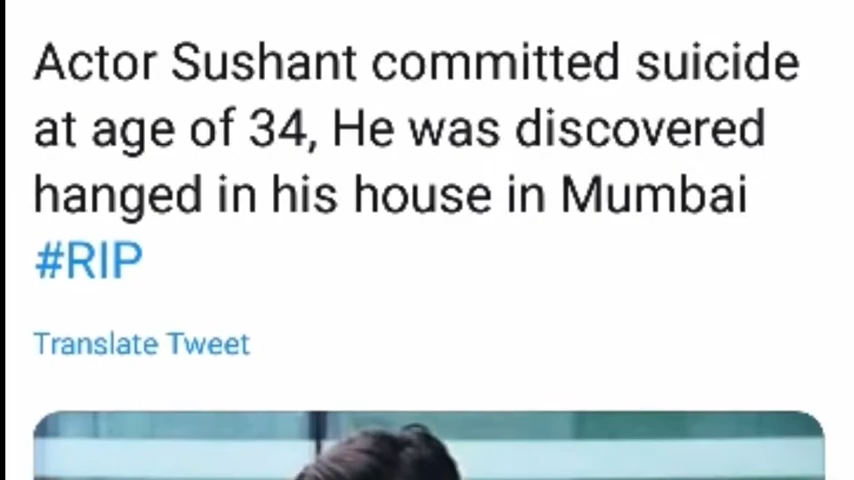 Actor Sushant committed suicide
at age of 34, He was discovered
hanged in his house in Mumbai
#RIP
Translate Tweet